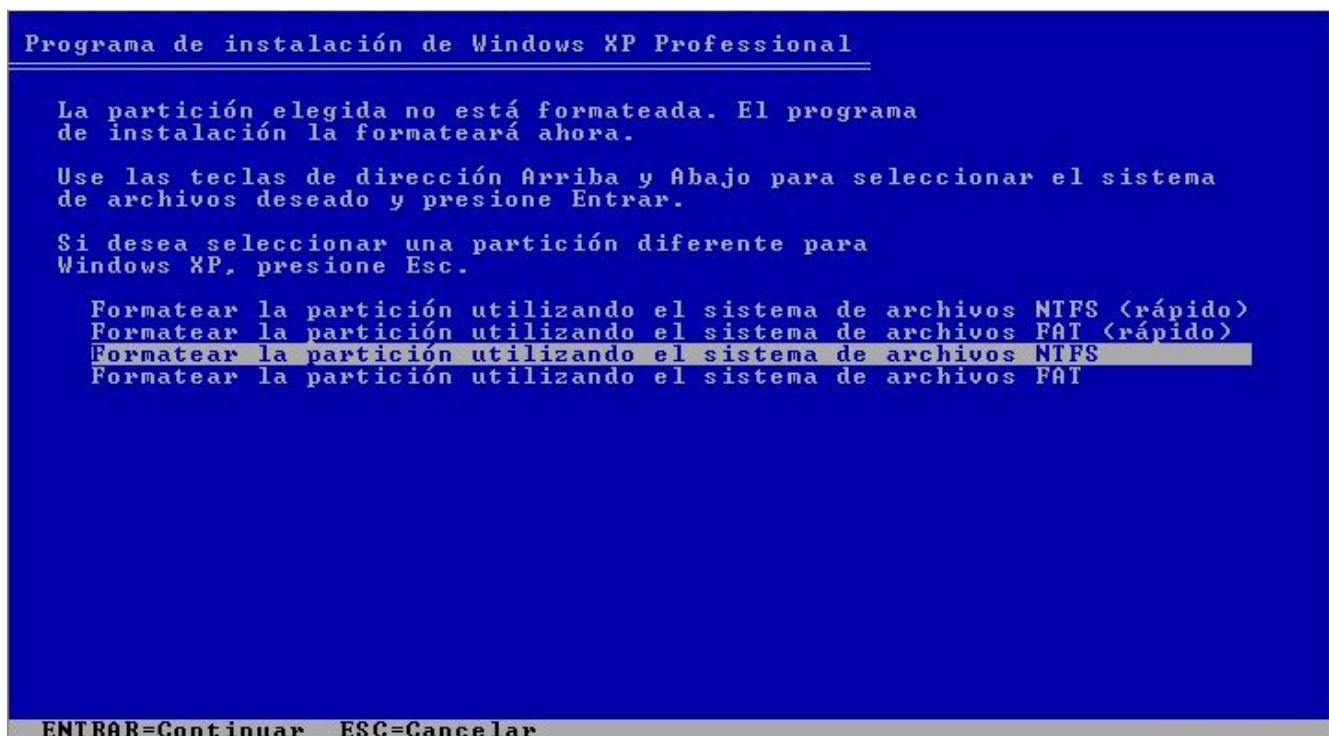 Programa de instalación de Windows XP Professional
La partición elegida no está formateada. El programa
de instalación la formateará ahora.
Use las teclas de dirección Arriba y Abajo para seleccionar el sistema
de archivos deseado y presione Entrar.
Si desea seleccionar una partición diferente para
Windows XP, presione Esc.
Formatear la partición utilizando el sistema de archivos NTFS (rápido)
Formatear la partición utilizando el sistema de archivos FAT (rápido)
Formatear la partición utilizando el sistema de archivos NTFS
Formatear la partición utilizando el sistema de archivos FAT
ENTRAR=Continuar ESC=Cancelar